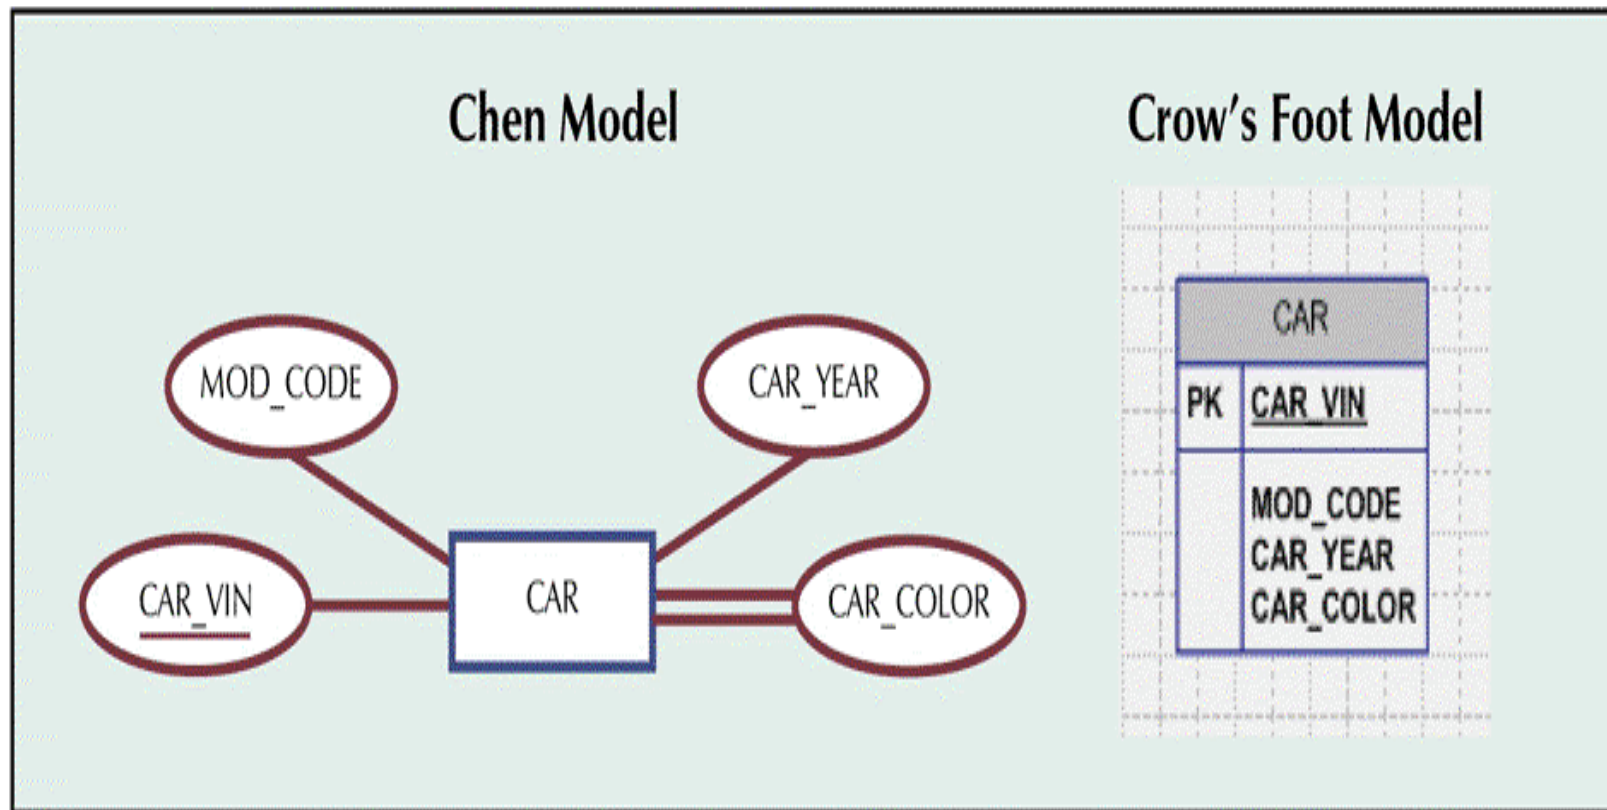 Chen Model
MOD_CODE
CAR_YEAR
CAR_VIN
CAR
CAR_COLOR
Crow's Foot Model
CAR
PK CAR_VIN
MOD_CODE
CAR_YEAR
CAR_COLOR